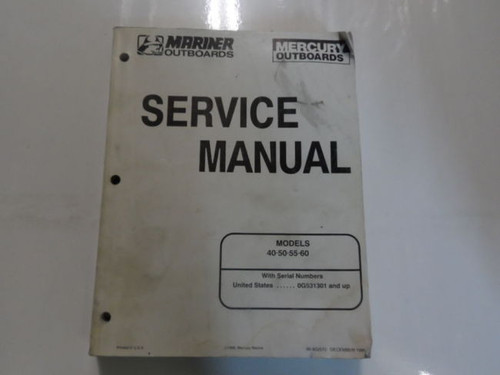 MARINER
OUTBOARDS
MERCURY
OUTBOARDS
SERVICE
MANUAL
MODELS
40-50-55-60
With Serial Numbers
United States ...... 0G531301 and up